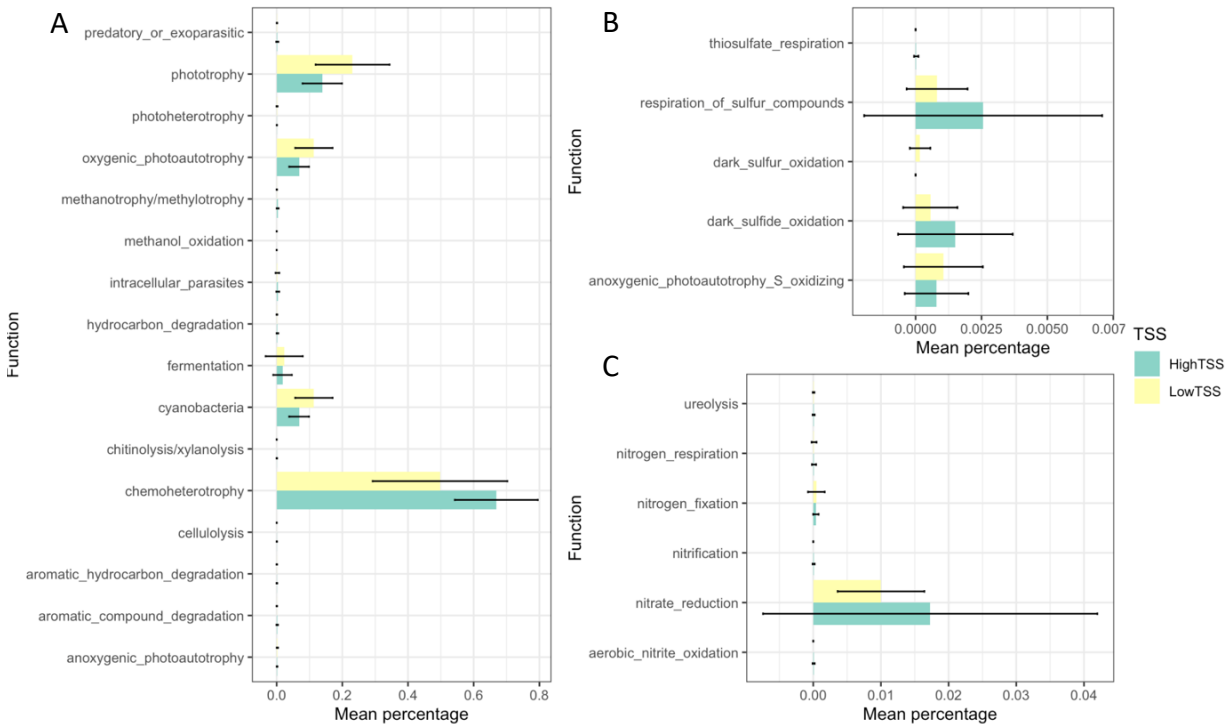 A
predatory_or_exoparasitic
phototrophy
photoheterotrophy
oxygenic_photoautotrophy
methanotrophy/methylotrophy
methanol_oxidation
intracellular_parasites
hydrocarbon_degradation
fermentation
cyanobacteria
chitinolysis/xylanolysis
chemoheterotrophy
cellulolysis
aromatic_hydrocarbon_degradation
aromatic_compound_degradation
anoxygenic_photoautotrophy
Function
0.0 0.2 0.4 0.6 0.8
Mean percentage
B
thiosulfate_respiration
respiration_of_sulfur_compounds
dark_sulfur_oxidation
dark_sulfide_oxidation
anoxygenic_photoautotrophy_S_oxidizing
Function
0.0000 0.0025 0.0050 0.007
Mean percentage
C
ureolysis
nitrogen_respiration
nitrogen_fixation
nitrification
nitrate_reduction
aerobic_nitrite_oxidation
Function
0.00 0.01 0.02 0.03 0.04
Mean percentage
TSS
HighTSS
LowTSS